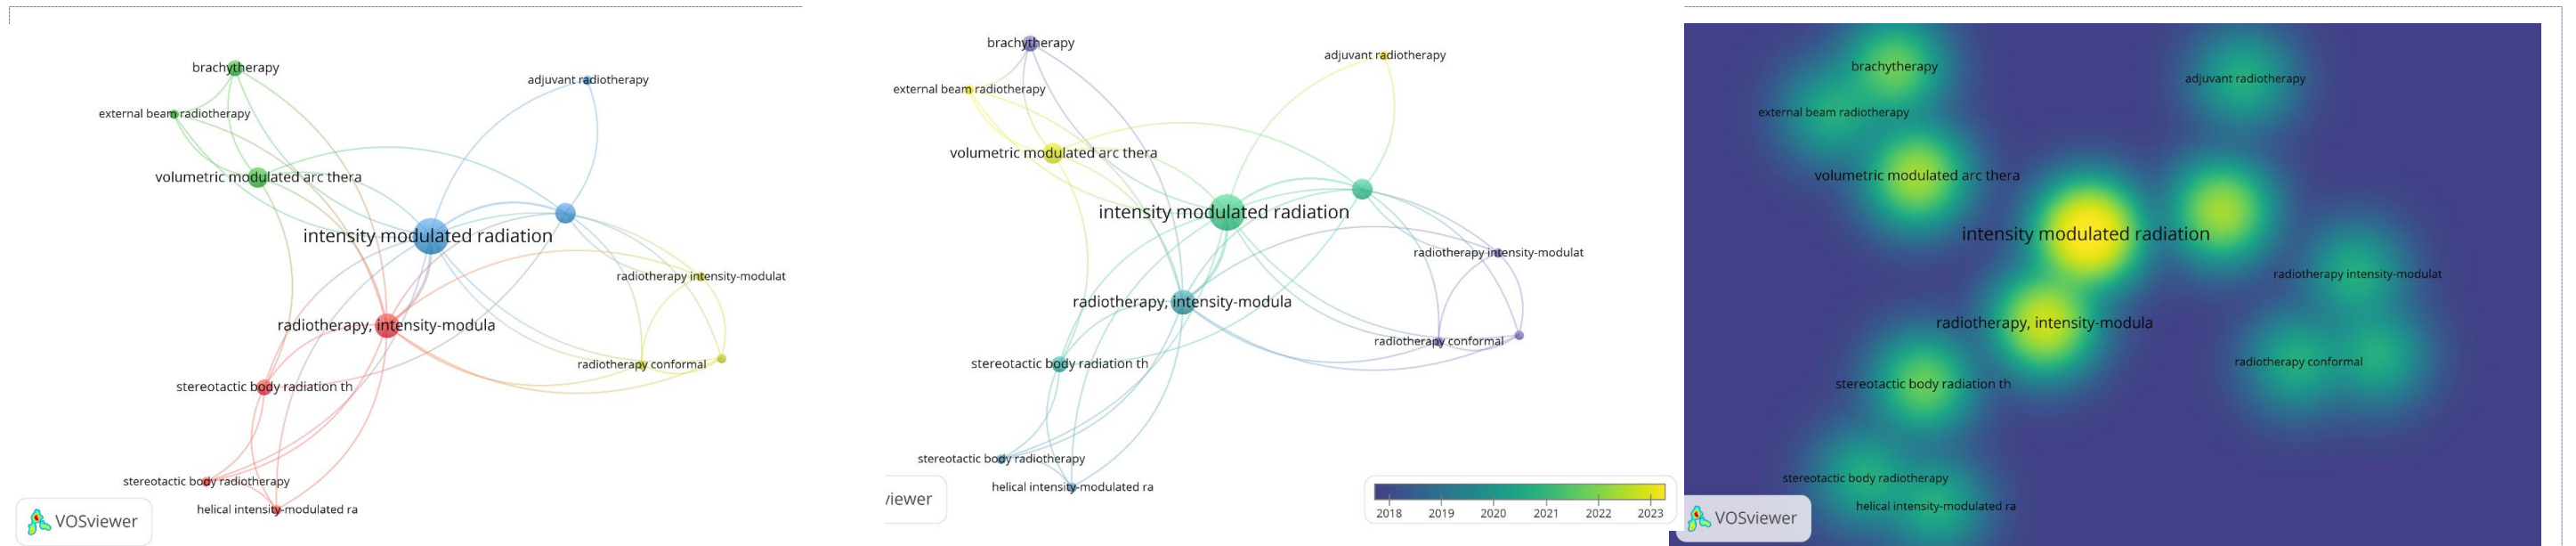 brachytherapy
adjuvant radiotherapy
external beam radiotherapy
volumetric modulated arc thera
intensity modulated radiation
radiotherapy intensity-modulat
radiotherapy, intensity-modula
radiotherapy conformal
stereotactic body radiation th
stereotactic body radiotherapy
helical intensity-modulated ra
VOSviewer
brachytherapy
adjuvant radiotherapy
external beam radiotherapy
volumetric modulated arc thera
intensity modulated radiation
radiotherapy intensity-modulat
radiotherapy, intensity-modula
radiotherapy conformal
stereotactic body radiation th
stereotactic body radiotherapy
helical intensity-modulated ra
viewer
2018 2019 2020 2021 2022 2023
brachytherapy
adjuvant radiotherapy
external beam radiotherapy
volumetric modulated arc thera
intensity modulated radiation
radiotherapy intensity-modulat
radiotherapy, intensity-modula
radiotherapy conformal
stereotactic body radiation th
stereotactic body radiotherapy
helical intensity-modulated ra
VOSviewer